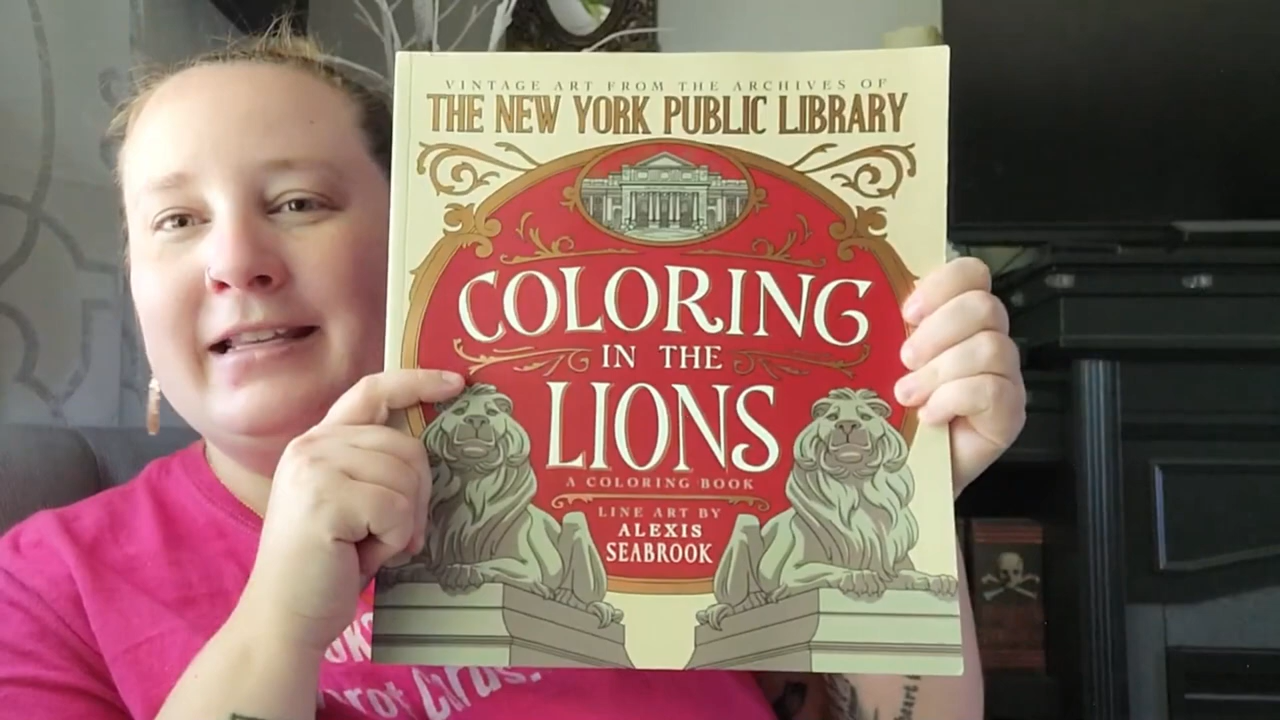 VINTAGE ART FROM THE ARCHIVES OF
THE NEW YORK PUBLIC LIBRARY
COLORING
IN THE
LIONS
A COLORING BOOK
LINE ART BY
ALEXIS
SEABROOK